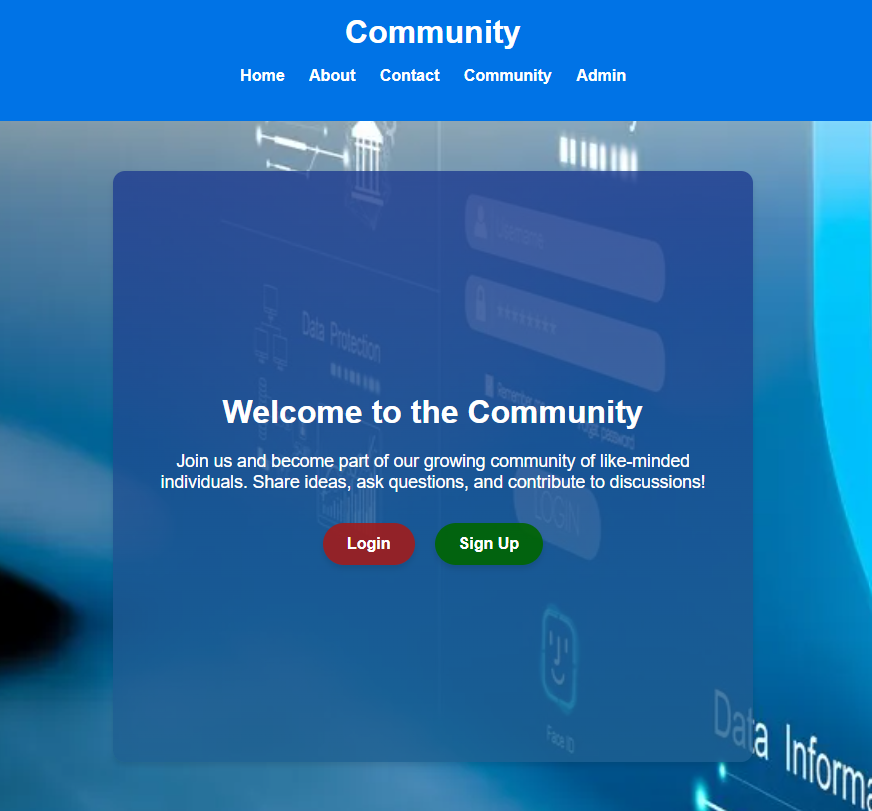 Community
Home About Contact Community Admin
Username
Data Protection
********
Welcome to the Community
Join us and become part of our growing community of like-minded
individuals. Share ideas, ask questions, and contribute to discussions!
LOGIN
Login Sign Up
Face ID
Data Informa